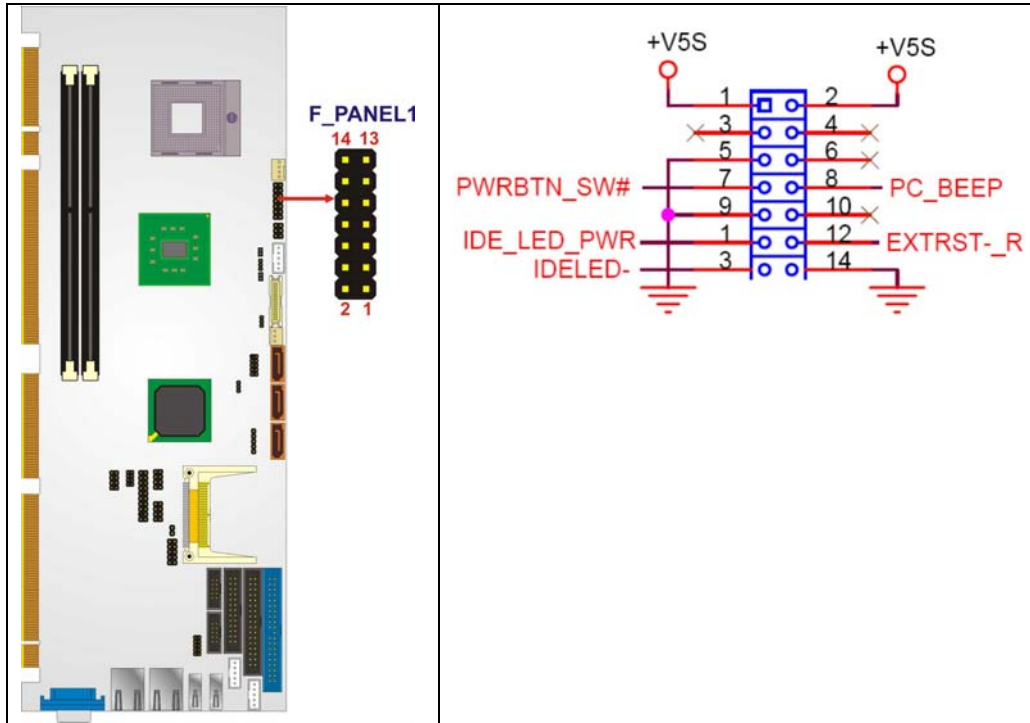 F_PANEL1
14 13
2 1
+V5S +V5S
1 2
3 4
5 6
PWRBTN_SW# 7 8 PC_BEEP
9 10
IDE_LED_PWR 1 12 EXTRST-_R
IDELED- 3 14